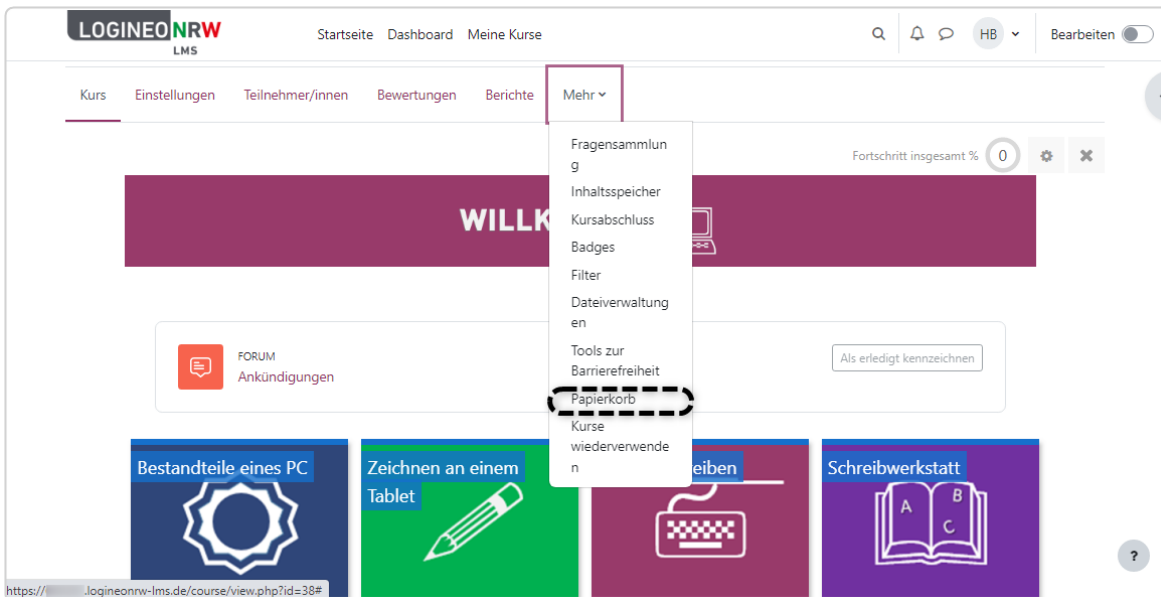 LOGINEO NRW
LMS
Startseite Dashboard Meine Kurse
HB
Bearbeiten
Kurs Einstellungen Teilnehmer/innen Bewertungen Berichte Mehr
Fragensammlun
g
Inhaltsspeicher
Kursabschluss
Badges
Filter
Dateiverwaltung
en
Tools zur
Barrierefreiheit
Papierkorb
Kurse
wiederverwende
n
Fortschritt insgesamt % 0
WILLK
FORUM
Ankündigungen
Als erledigt kennzeichnen
Bestandteile eines PC
Zeichnen an einem
Tablet
eiben
Schreibwerkstatt
A B
C
?
https:// .logineonrw-lms.de/course/view.php?id=38#